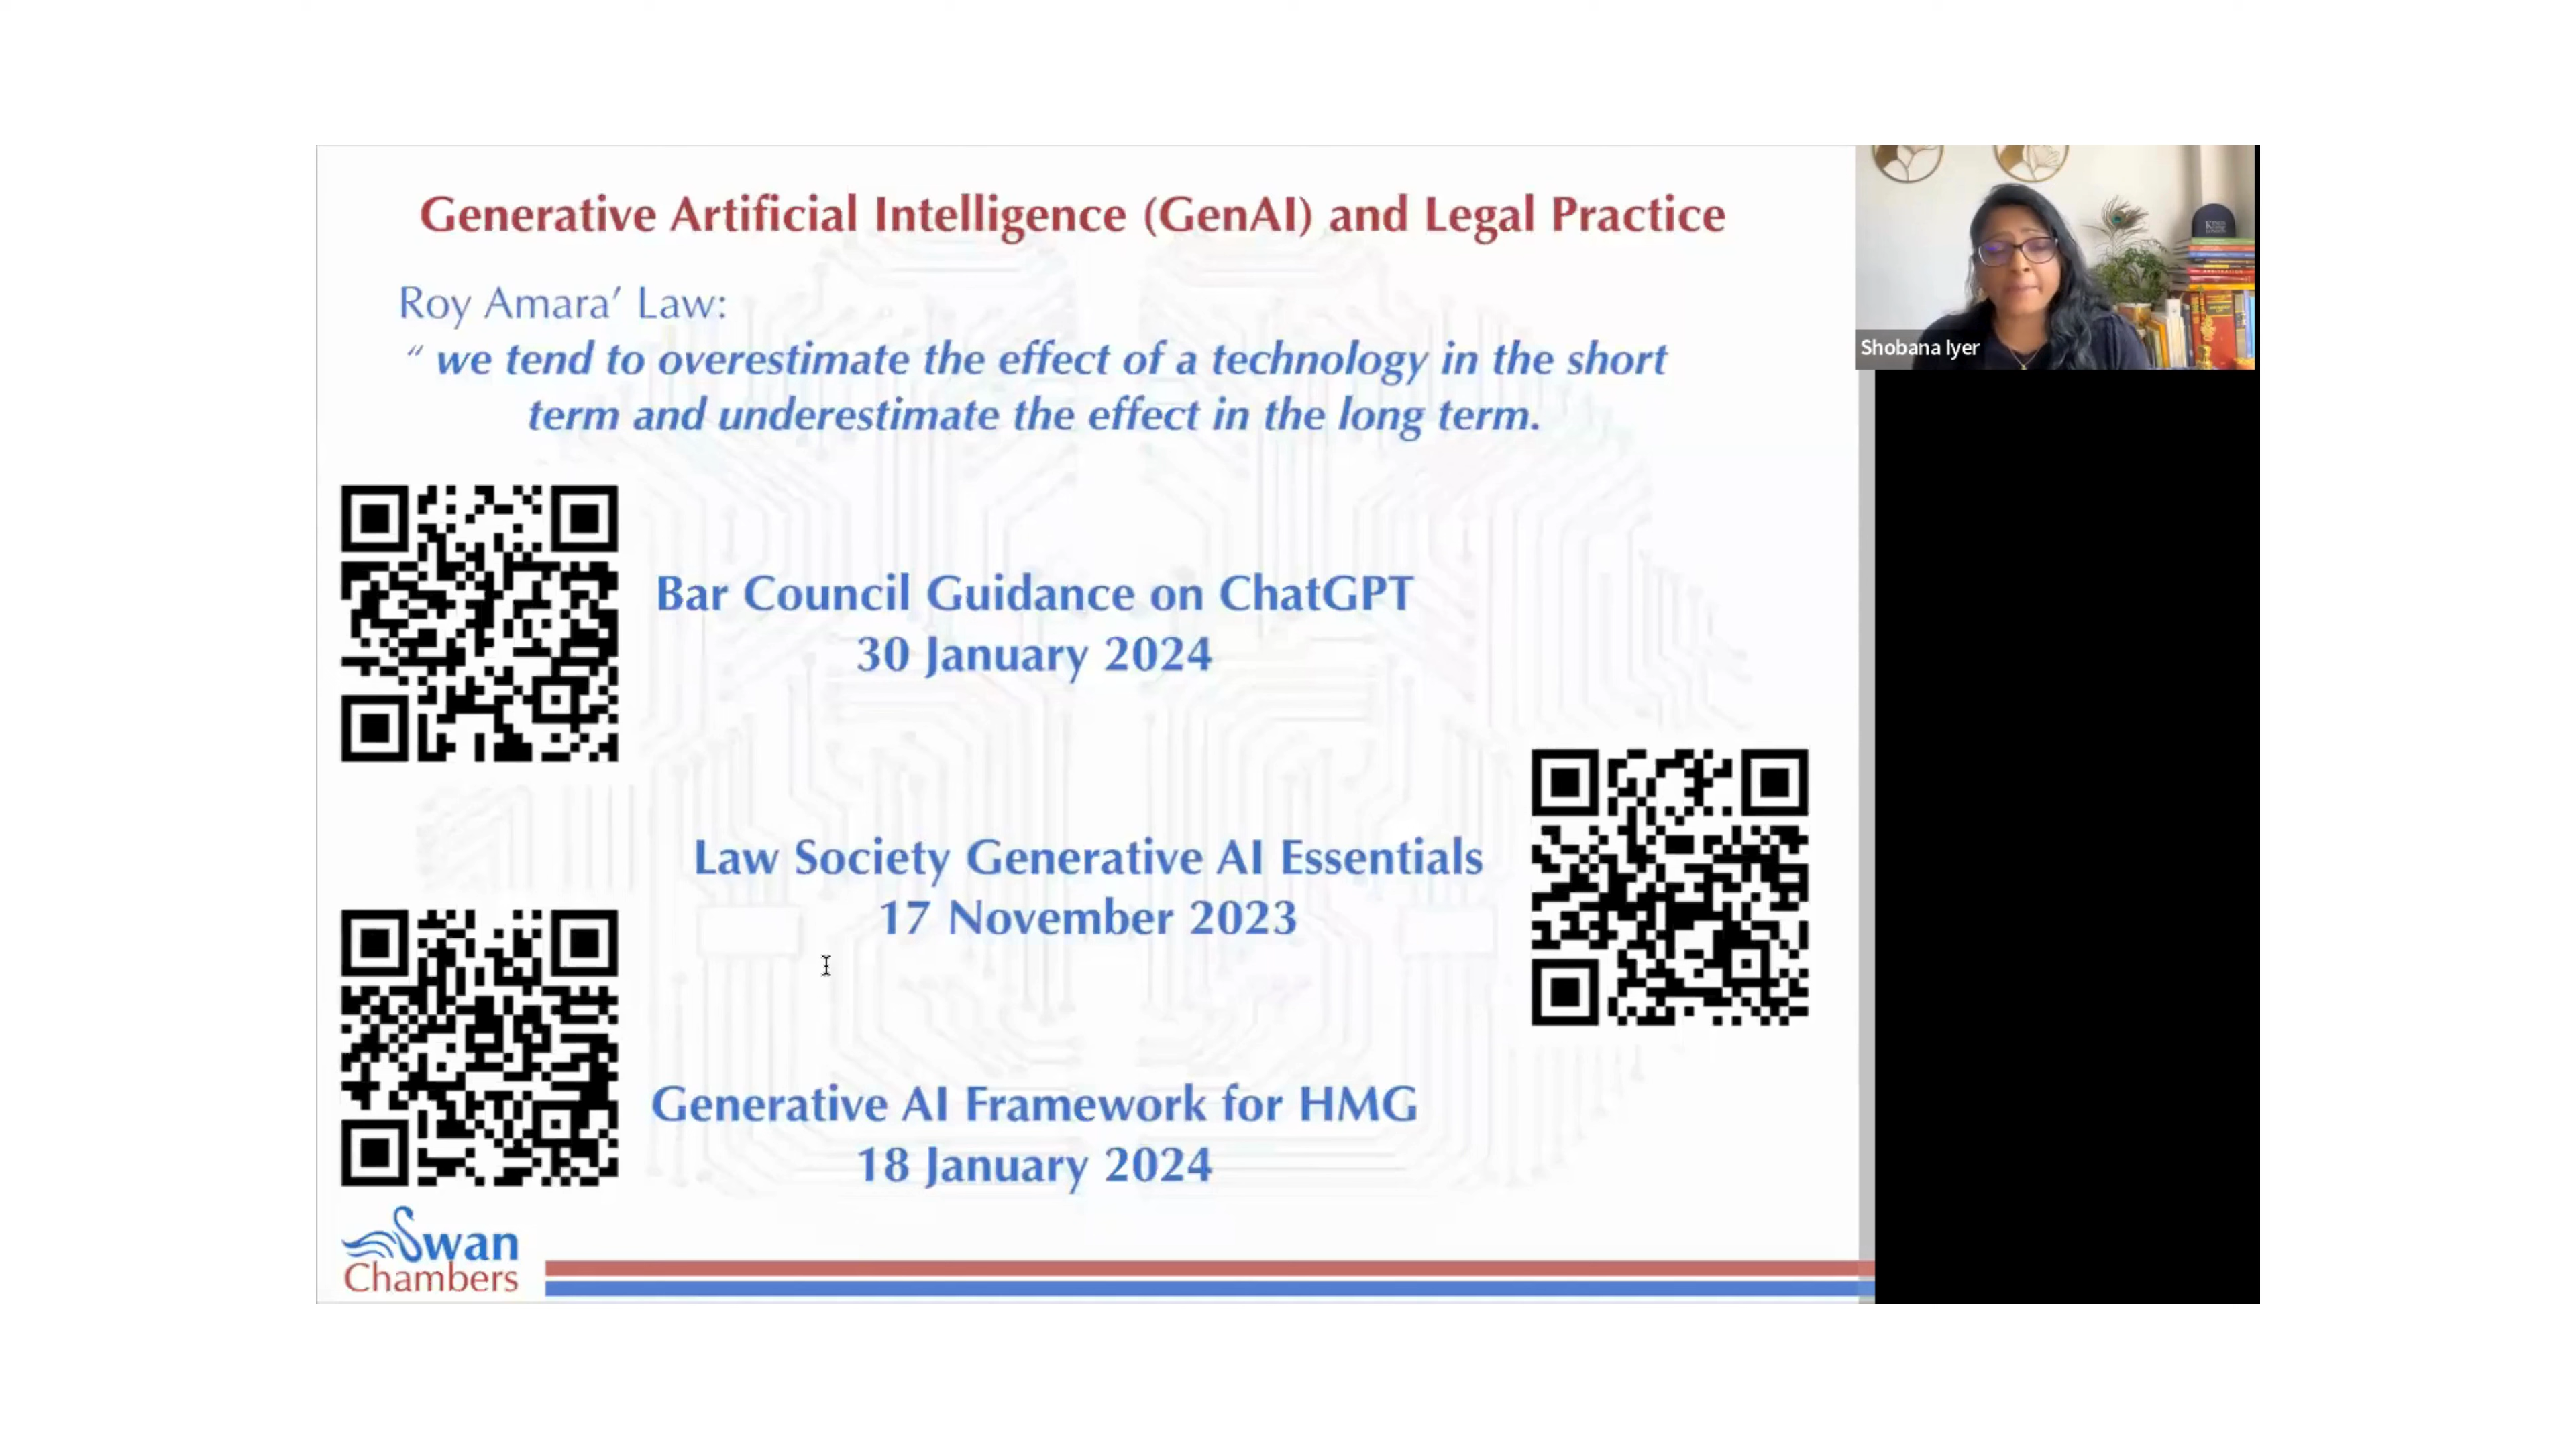 Generative Artificial Intelligence (GenAI) and Legal Practice
Roy Amara’ Law:
“ we tend to overestimate the effect of a technology in the short
term and underestimate the effect in the long term.
Bar Council Guidance on ChatGPT
30 January 2024
Law Society Generative AI Essentials
17 November 2023
Generative AI Framework for HMG
18 January 2024
Swan
Chambers
Shobana Iyer